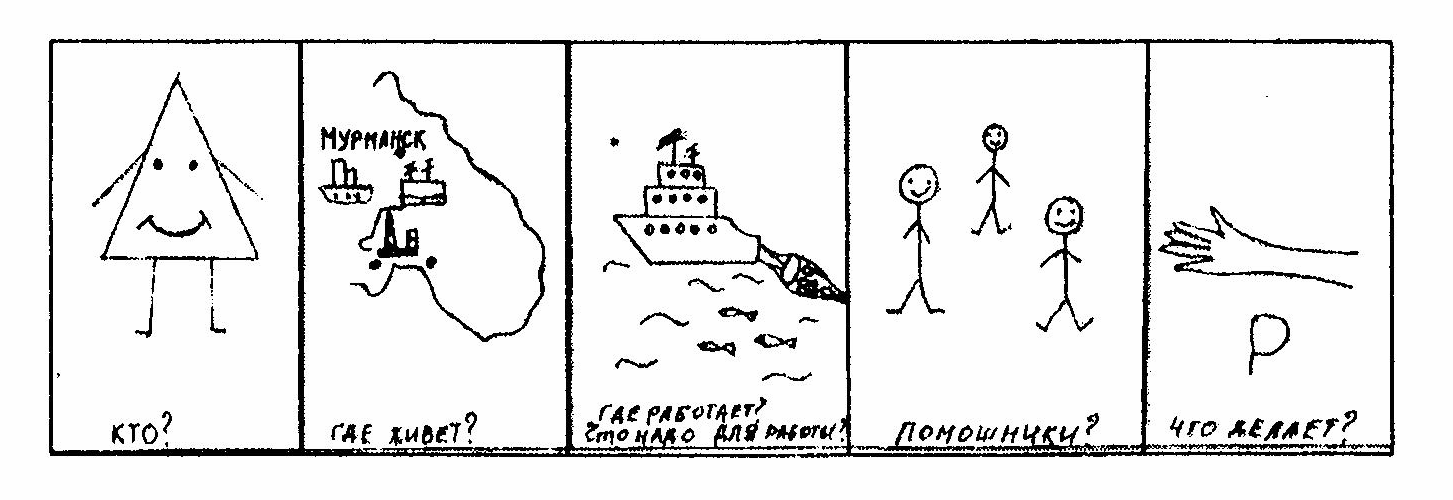 МУРМАНСК
КТО?
ГДЕ ЖИВЕТ?
ГДЕ РАБОТАЕТ?
ЧТО НАДО ДЛЯ РАБОТЫ?
ПОМОШНИКИ?
Р
ЧТО ДЕЛАЕТ?